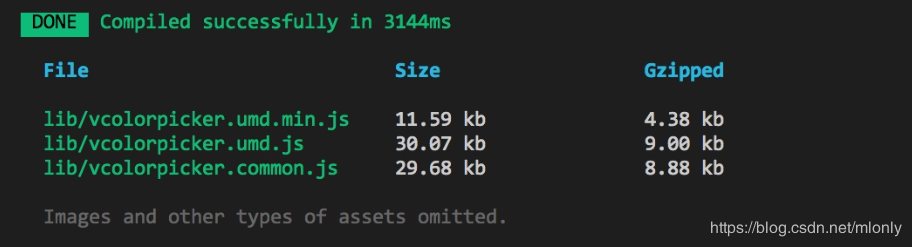 DONE Compiled successfully in 3144ms
File Size Gzipped
lib/vcolorpicker.umd.min.js 11.59 kb 4.38 kb
lib/vcolorpicker.umd.js 30.07 kb 9.00 kb
lib/vcolorpicker.common.js 29.68 kb 8.88 kb
Images and other types of assets omitted.
https://blog.csdn.net/mlonly